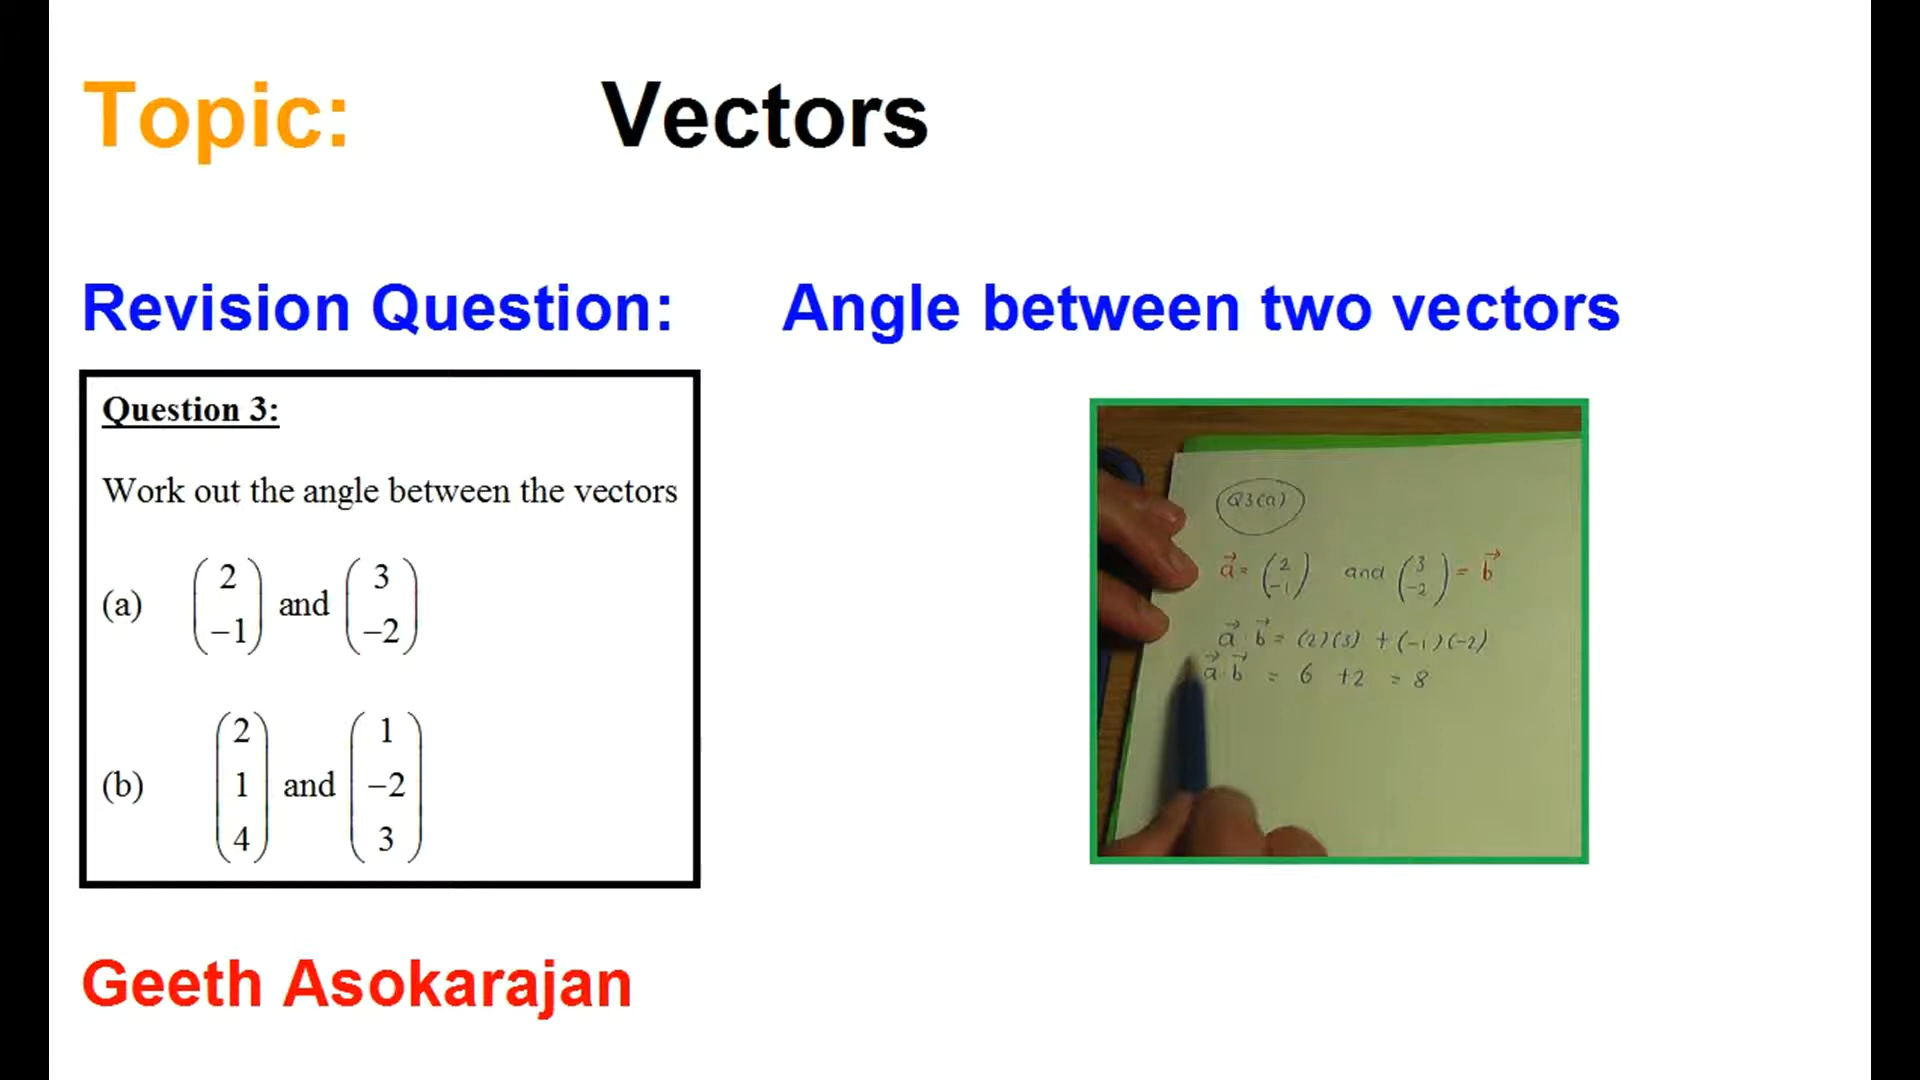 Topic: Vectors
Revision Question: Angle between two vectors
Question 3:
Work out the angle between the vectors
(a) (2 −1) and (3 −2)
(b) (2 1 4) and (1 −2 3)
Q3(a)
a⃗ = (2 −1) and (3 −2) = b⃗
a⃗ · b⃗ = (2)(3) + (−1)(−2)
a⃗ · b⃗ = 6 +2 = 8
Geeth Asokarajan